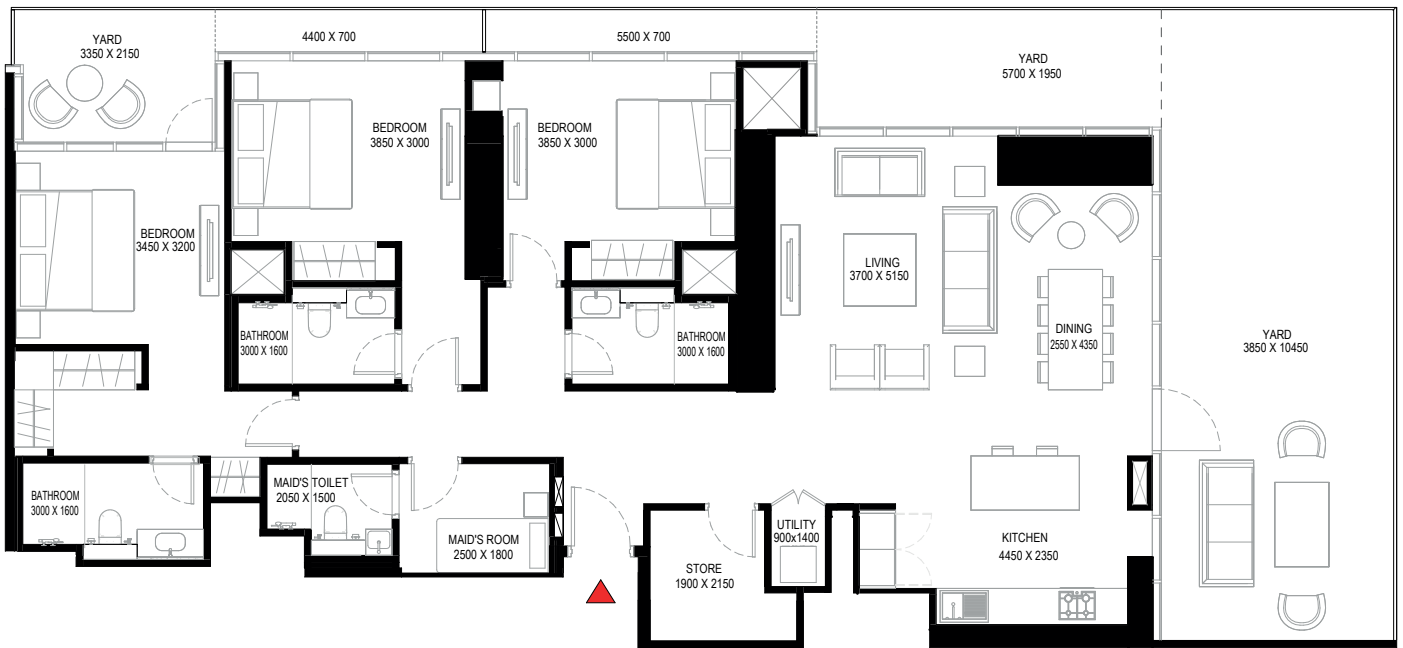 YARD
3350 X 2150
4400 X 700
5500 X 700
YARD
5700 X 1950
BEDROOM
3850 X 3000
BEDROOM
3850 X 3000
BEDROOM
3450 X 3200
LIVING
3700 X 5150
BATHROOM
3000 X 1600
BATHROOM
3000 X 1600
DINING
2550 X 4350
YARD
3850 X 10450
BATHROOM
3000 X 1600
MAID'S TOILET
2050 X 1500
MAID'S ROOM
2500 X 1800
STORE
1900 X 2150
UTILITY
900x1400
KITCHEN
4450 X 2350